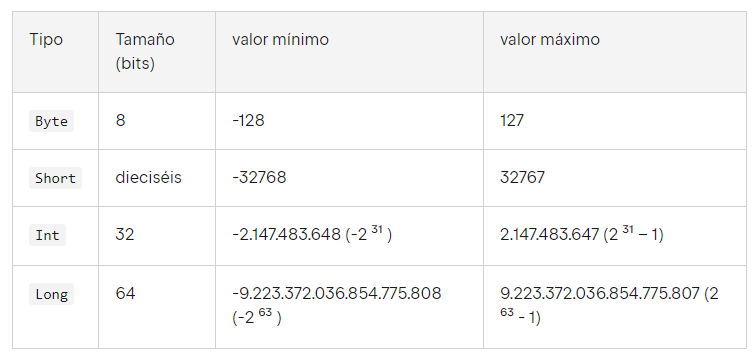 Tipo
Tamaño
(bits)
valor mínimo
valor máximo
Byte
8
-128
127
Short
dieciséis
-32768
32767
Int
32
-2.147.483.648 (-2 31 )
2.147.483.647 (2 31 – 1)
Long
64
-9.223.372.036.854.775.808
(-2 63 )
9.223.372.036.854.775.807 (2
63 - 1)